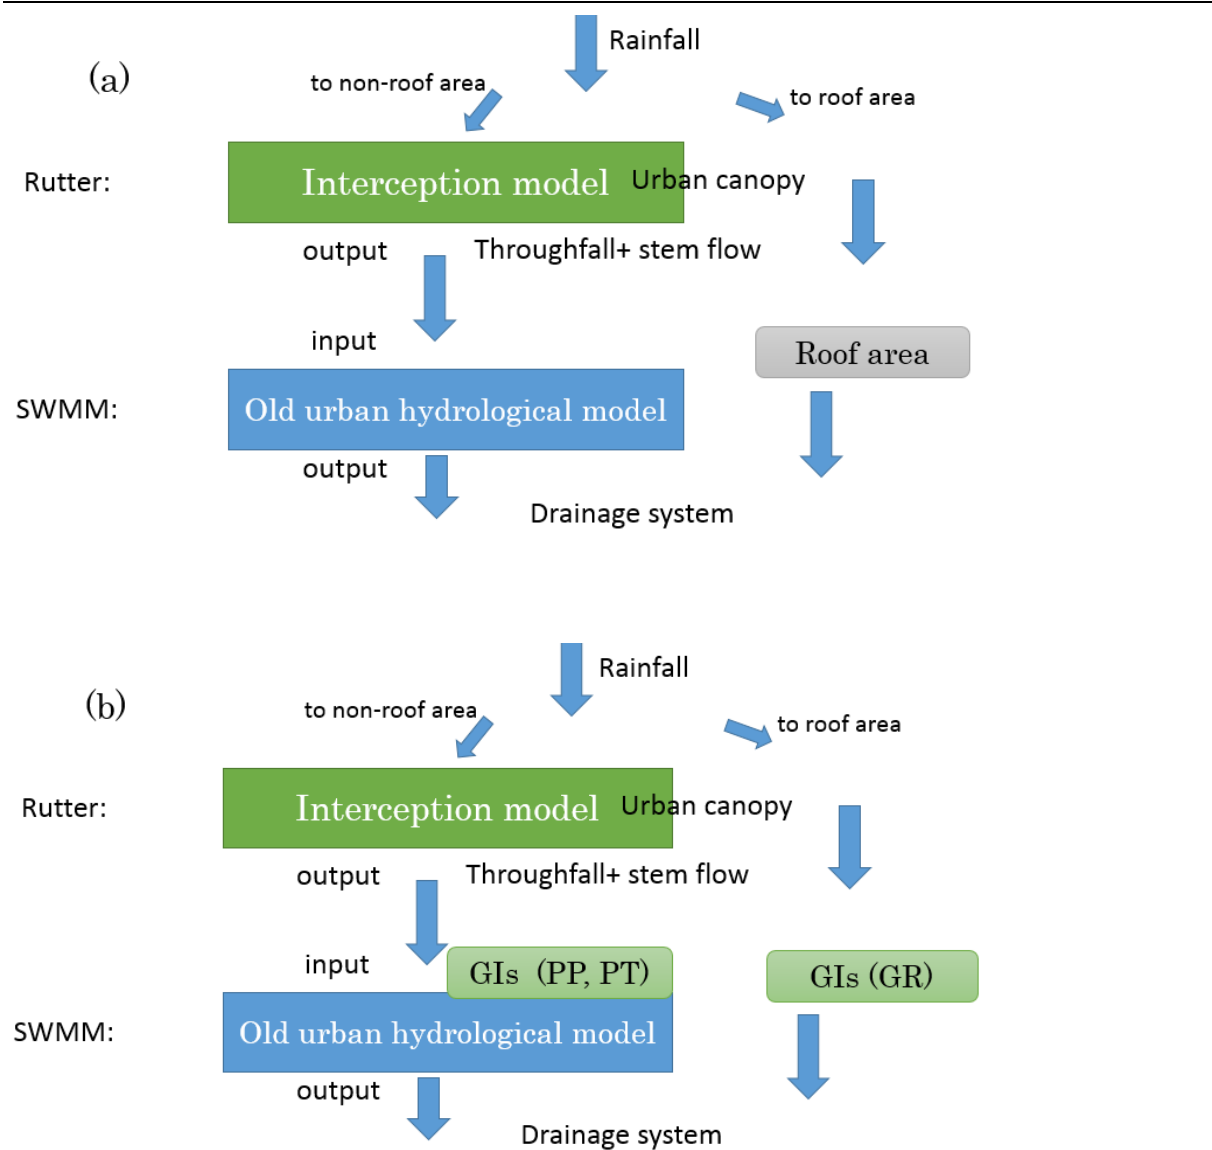 Rainfall
(a)
to non-roof area
to roof area
Rutter:
Interception model
Urban canopy
output
Throughfall+ stem flow
input
Roof area
SWMM:
Old urban hydrological model
output
Drainage system
Rainfall
(b)
to non-roof area
to roof area
Rutter:
Interception model
Urban canopy
output
Throughfall+ stem flow
input
GIs (PP, PT)
GIs (GR)
SWMM:
Old urban hydrological model
output
Drainage system